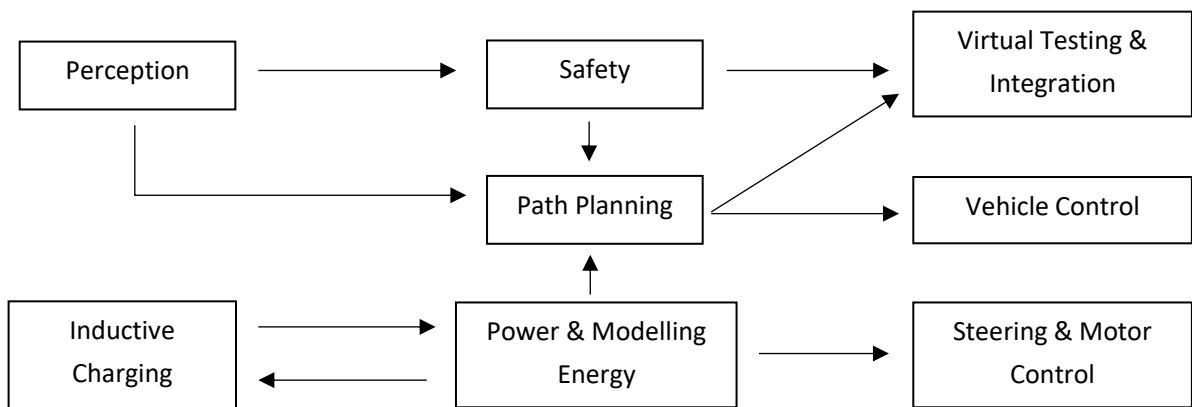 Perception
Safety
Virtual Testing &
Integration
Path Planning
Vehicle Control
Inductive
Charging
Power & Modelling
Energy
Steering & Motor
Control